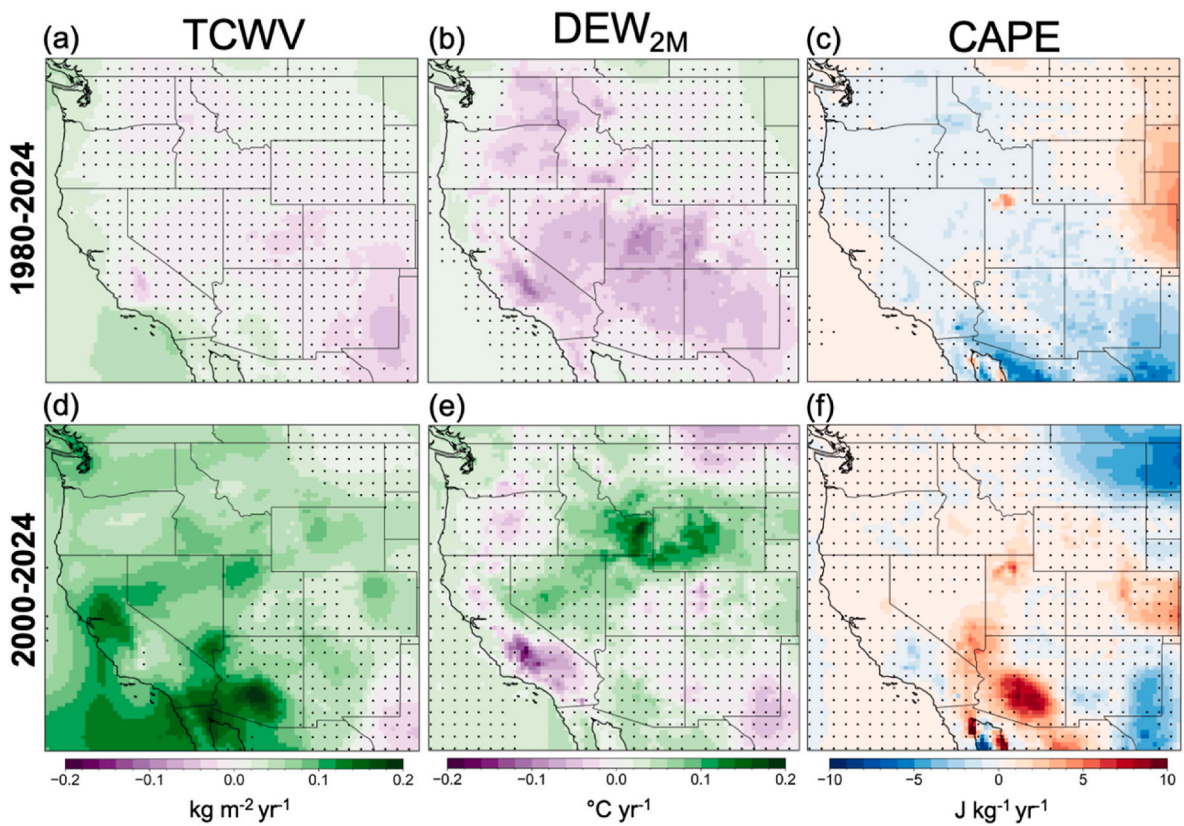 (a) TCWV (b) DEW2M (c) CAPE
1980-2024
(d) (e) (f)
2000-2024
−0.2 −0.1 0.0 0.1 0.2 −0.2 −0.1 0.0 0.1 0.2 −10 −5 0 5 10
kg m-2 yr-1 °C yr-1 J kg-1 yr-1